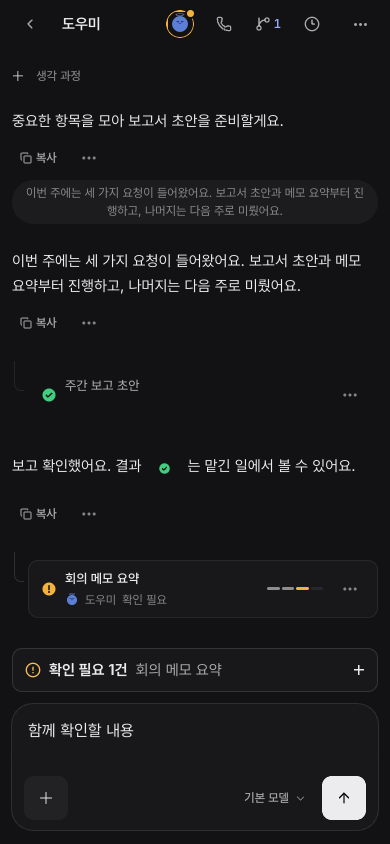 도우미
1
생각 과정
중요한 항목을 모아 보고서 초안을 준비할게요.
복사
이번 주에는 세 가지 요청이 들어왔어요. 보고서 초안과 메모 요약부터 진
행하고, 나머지는 다음 주로 미뤘어요.
이번 주에는 세 가지 요청이 들어왔어요. 보고서 초안과 메모
요약부터 진행하고, 나머지는 다음 주로 미뤘어요.
복사
주간 보고 초안
보고 확인했어요. 결과 는 맡긴 일에서 볼 수 있어요.
복사
회의 메모 요약
도우미 확인 필요
확인 필요 1건 회의 메모 요약
함께 확인할 내용
기본 모델